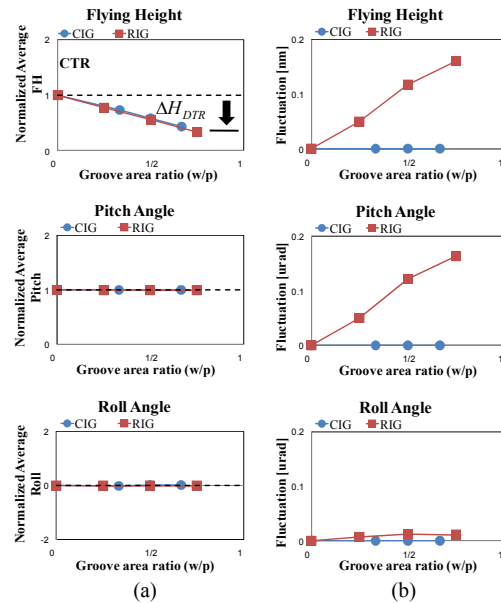 Flying Height
CIG RIG
Normalized Average
FH
2
CTR
1
ΔH_DTR
0
0 1/2 1
Groove area ratio (w/p)
Pitch Angle
CIG RIG
Normalized Average
Pitch
2
1
0
0 1/2 1
Groove area ratio (w/p)
Roll Angle
CIG RIG
Normalized Average
Roll
2
0
-2
0 1/2 1
Groove area ratio (w/p)
(a)
Flying Height
CIG RIG
Fluctuation [nm]
0.2
0.1
0
0 1/2 1
Groove area ratio (w/p)
Pitch Angle
CIG RIG
Fluctuation [urad]
0.2
0.1
0
0 1/2 1
Groove area ratio (w/p)
Roll Angle
CIG RIG
Fluctuation [urad]
0.2
0.1
0
0 1/2 1
Groove area ratio (w/p)
(b)